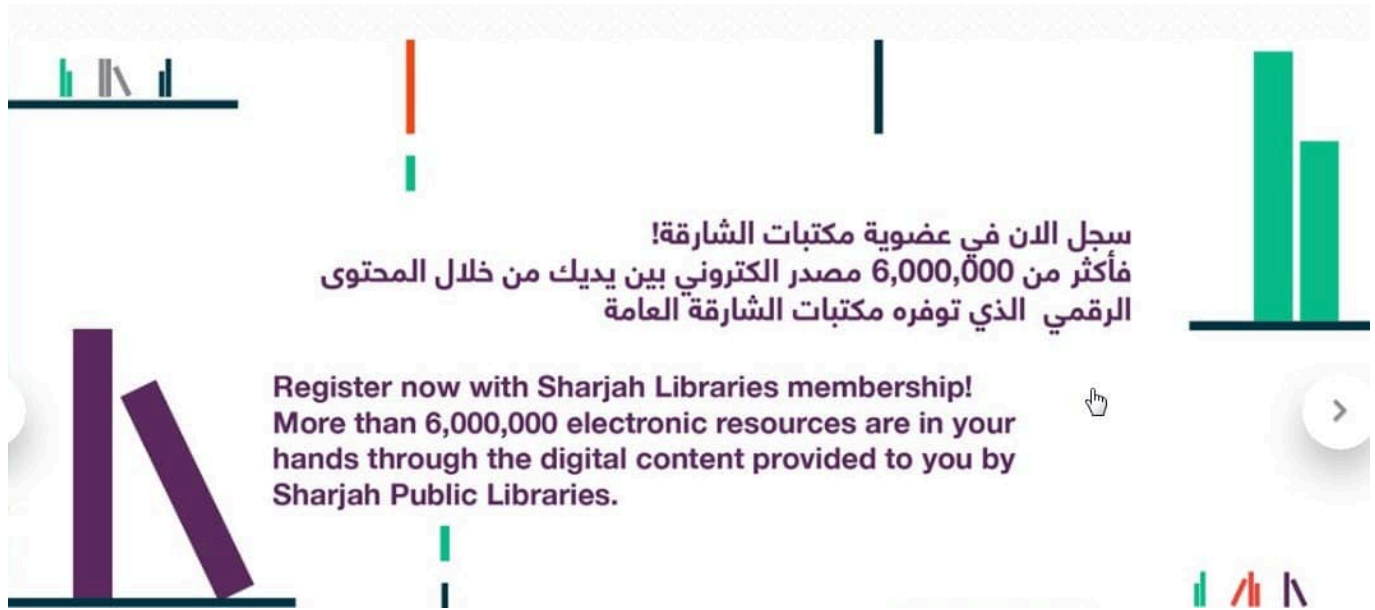 سجل الان في عضوية مكتبات الشارقة!
فأكثر من 6,000,000 مصدر الكتروني بين يديك من خلال المحتوى
الرقمي الذي توفره مكتبات الشارقة العامة
Register now with Sharjah Libraries membership!
More than 6,000,000 electronic resources are in your
hands through the digital content provided to you by
Sharjah Public Libraries.